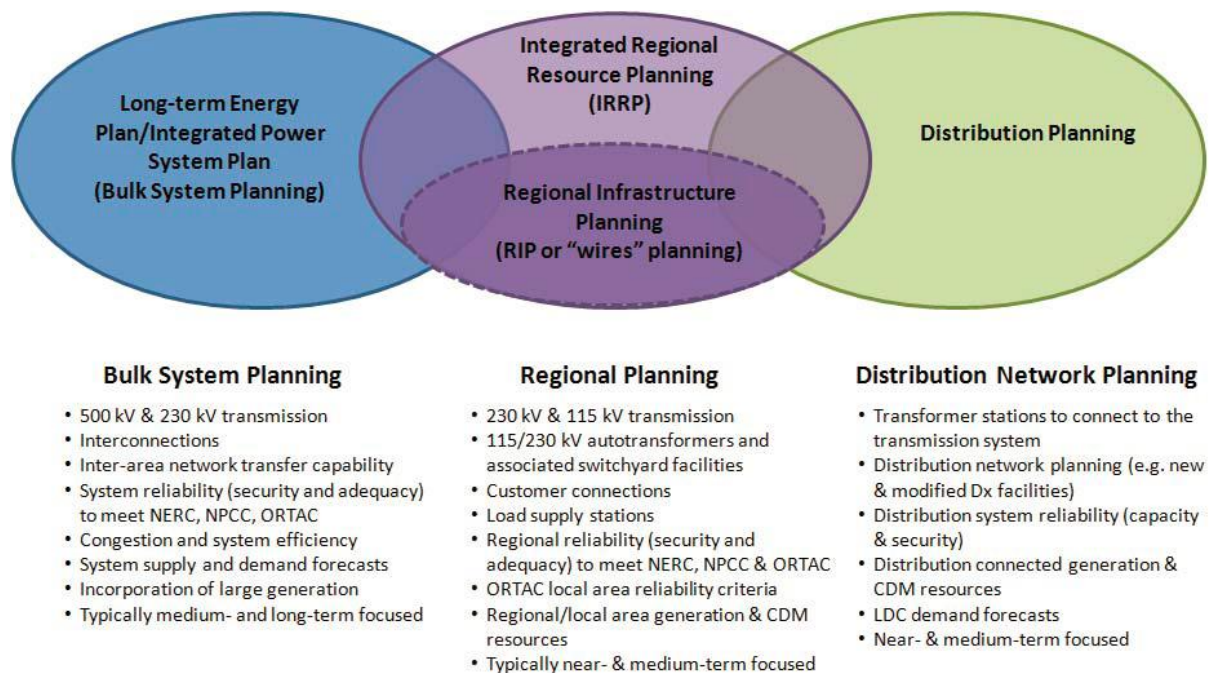 Long-term Energy
Plan/Integrated Power
System Plan
(Bulk System Planning)
Integrated Regional
Resource Planning
(IRRP)
Regional Infrastructure
Planning
(RIP or “wires” planning)
Distribution Planning
Bulk System Planning
• 500 kV & 230 kV transmission
• Interconnections
• Inter-area network transfer capability
• System reliability (security and adequacy)
to meet NERC, NPCC, ORTAC
• Congestion and system efficiency
• System supply and demand forecasts
• Incorporation of large generation
• Typically medium- and long-term focused
Regional Planning
• 230 kV & 115 kV transmission
• 115/230 kV autotransformers and
associated switchyard facilities
• Customer connections
• Load supply stations
• Regional reliability (security and
adequacy) to meet NERC, NPCC & ORTAC
• ORTAC local area reliability criteria
• Regional/local area generation & CDM
resources
• Typically near- & medium-term focused
Distribution Network Planning
• Transformer stations to connect to the
transmission system
• Distribution network planning (e.g. new
& modified Dx facilities)
• Distribution system reliability (capacity
& security)
• Distribution connected generation &
CDM resources
• LDC demand forecasts
• Near- & medium-term focused